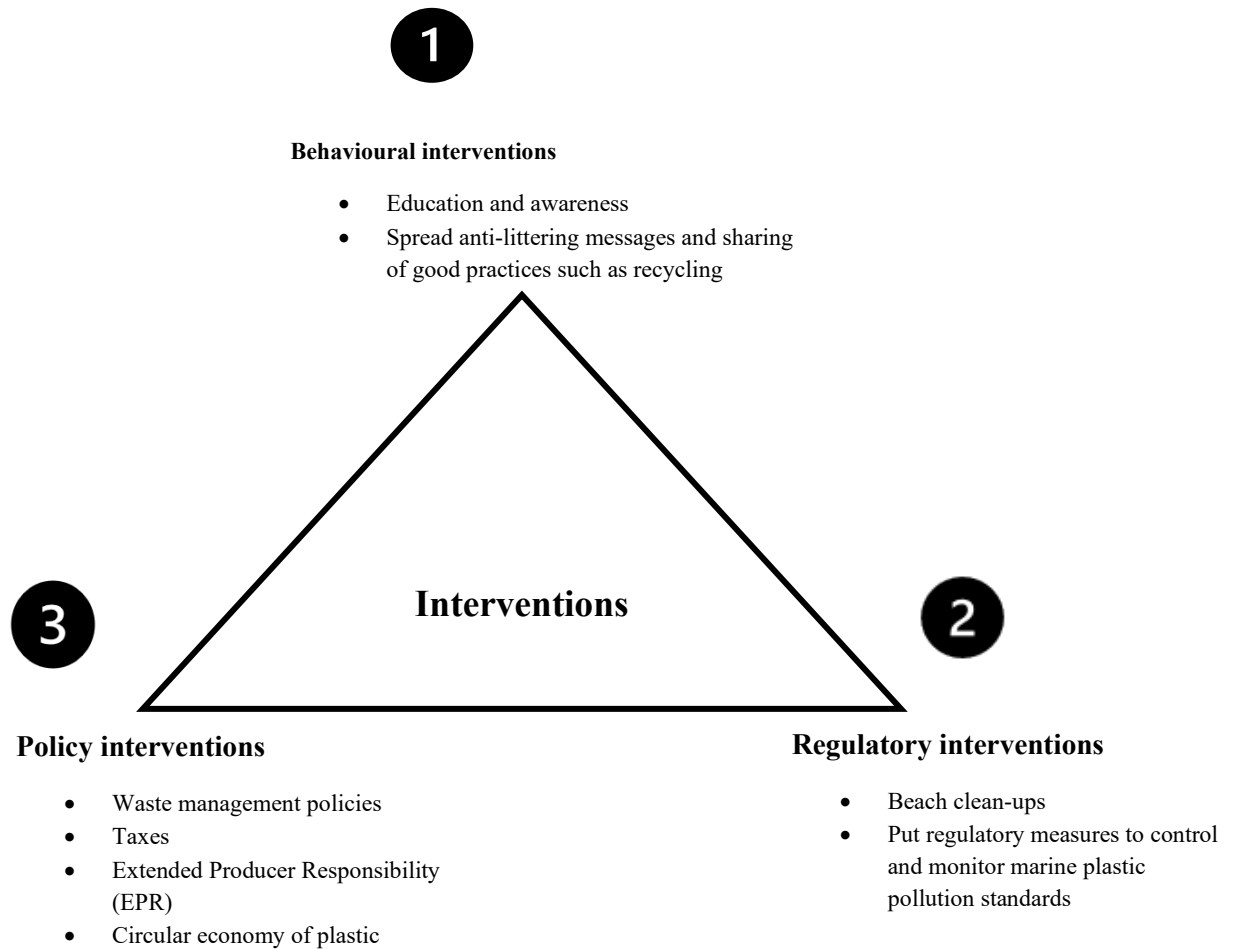 1
Behavioural interventions
• Education and awareness
• Spread anti-littering messages and sharing
of good practices such as recycling
Interventions
3
2
Policy interventions
• Waste management policies
• Taxes
• Extended Producer Responsibility
(EPR)
• Circular economy of plastic
Regulatory interventions
• Beach clean-ups
• Put regulatory measures to control
and monitor marine plastic
pollution standards